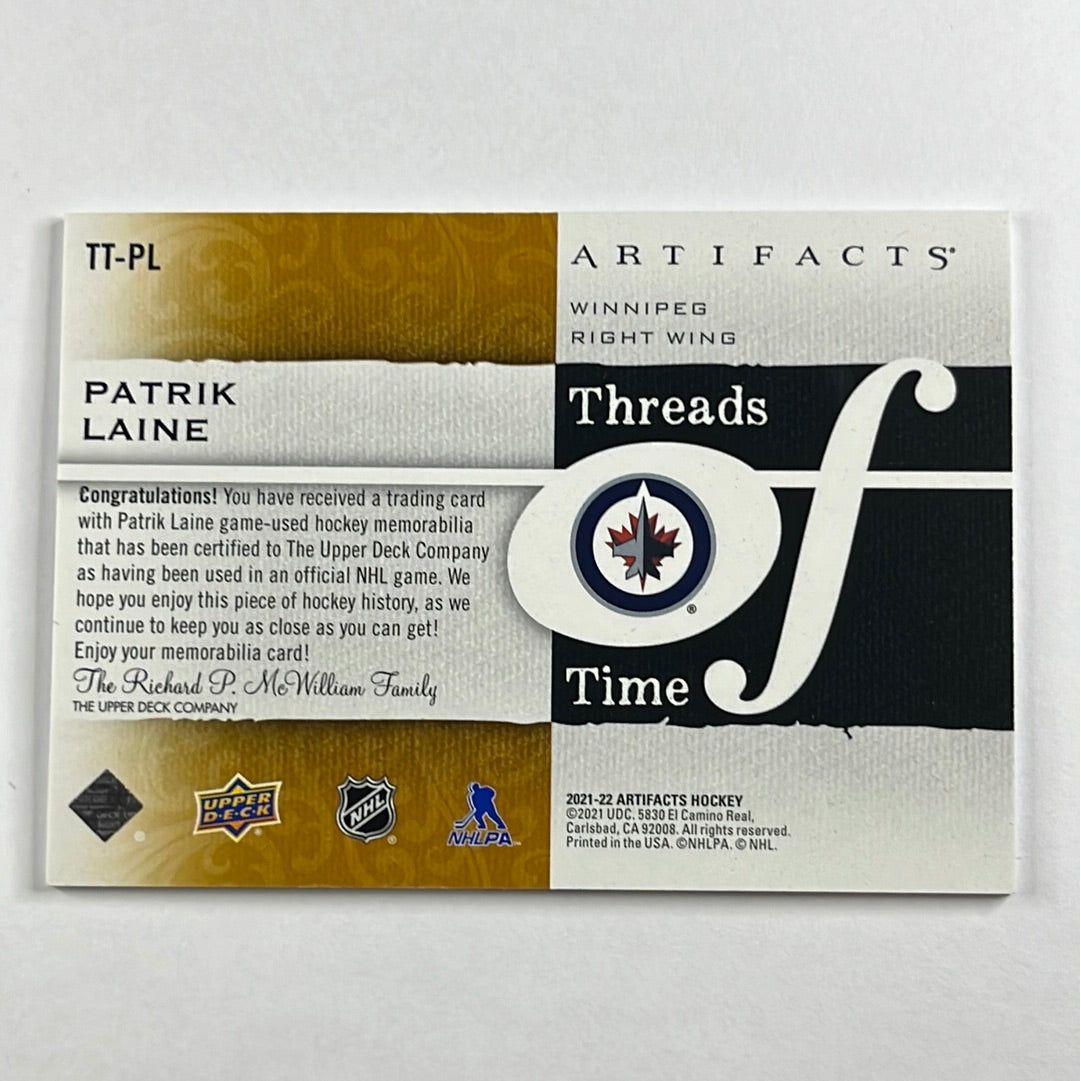 TT-PL
PATRIK
LAINE
Congratulations! You have received a trading card
with Patrik Laine game-used hockey memorabilia
that has been certified to The Upper Deck Company
as having been used in an official NHL game. We
hope you enjoy this piece of hockey history, as we
continue to keep you as close as you can get!
Enjoy your memorabilia card!
The Richard P. McWilliam Family
THE UPPER DECK COMPANY
UPPER
D·E·C·K
NHL
NHLPA
ARTIFACTS
WINNIPEG
RIGHT WING
Threads
of
Time
2021-22 ARTIFACTS HOCKEY
©2021 UDC. 5830 El Camino Real,
Carlsbad, CA 92008. All rights reserved.
Printed in the USA. ©NHLPA. © NHL.